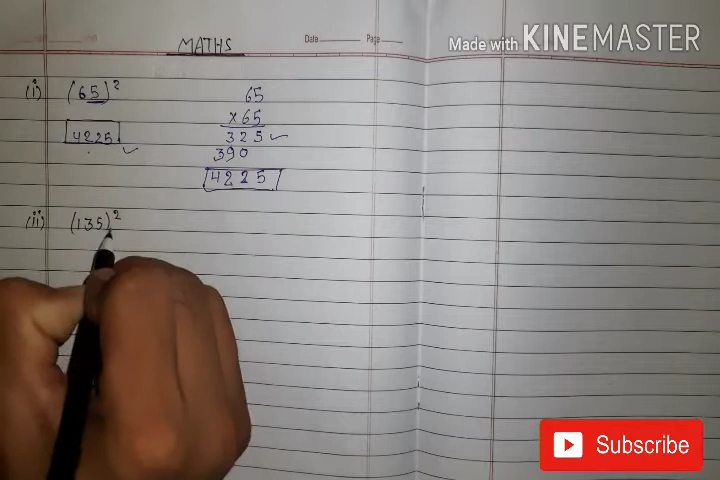 Made with KINEMASTER
MATHS
Date
Page
(i) (65)²
4225
65
×65
325
390
4225
(ii) (135)²
Subscribe